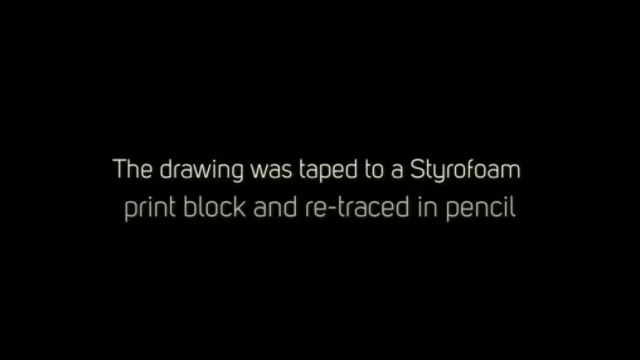 The drawing was taped to a Styrofoam
print block and re-traced in pencil